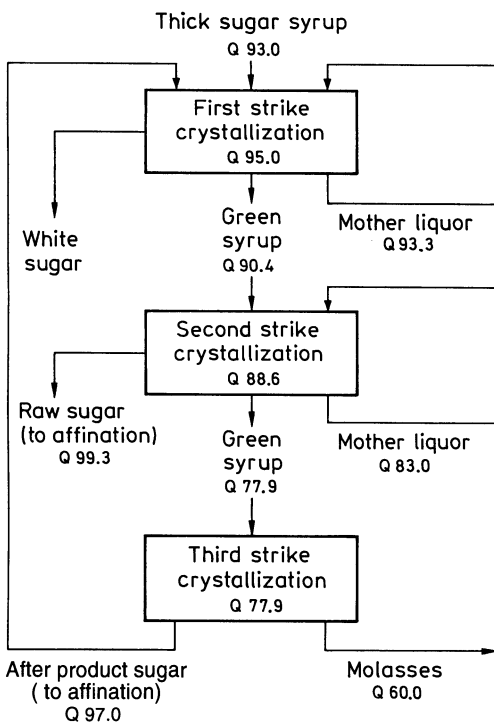 Thick sugar syrup
Q 93.0
First strike
crystallization
Q 95.0
White
sugar
Green
syrup
Q 90.4
Mother liquor
Q 93.3
Second strike
crystallization
Q 88.6
Raw sugar
(to affination)
Q 99.3
Green
syrup
Q 77.9
Mother liquor
Q 83.0
Third strike
crystallization
Q 77.9
After product sugar
( to affination)
Q 97.0
Molasses
Q 60.0